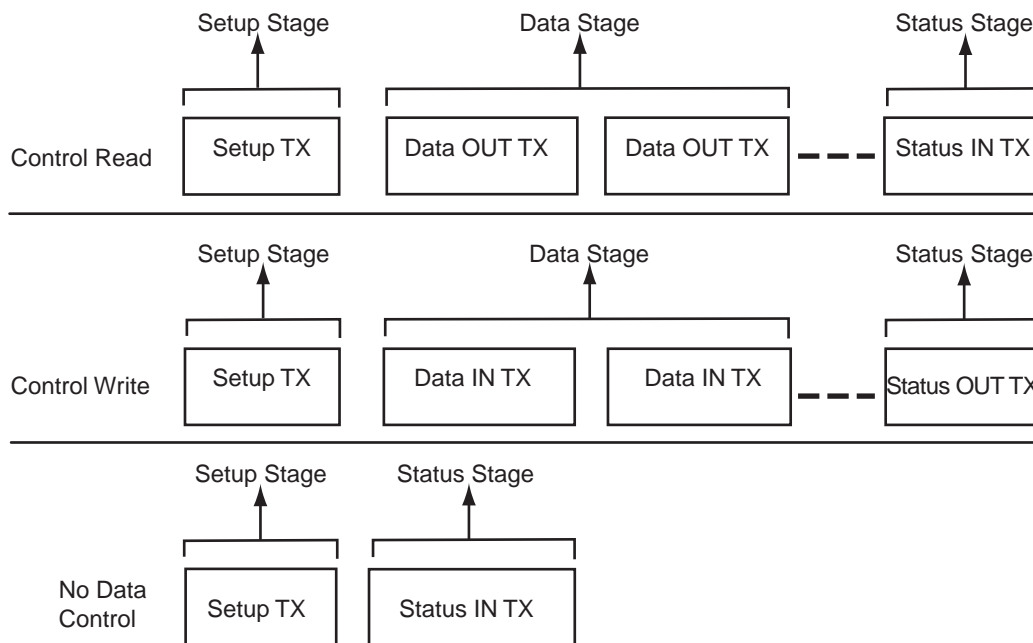 Setup Stage Data Stage Status Stage
Control Read Setup TX Data OUT TX Data OUT TX Status IN TX
Setup Stage Data Stage Status Stage
Control Write Setup TX Data IN TX Data IN TX Status OUT TX
Setup Stage Status Stage
No Data
Control Setup TX Status IN TX